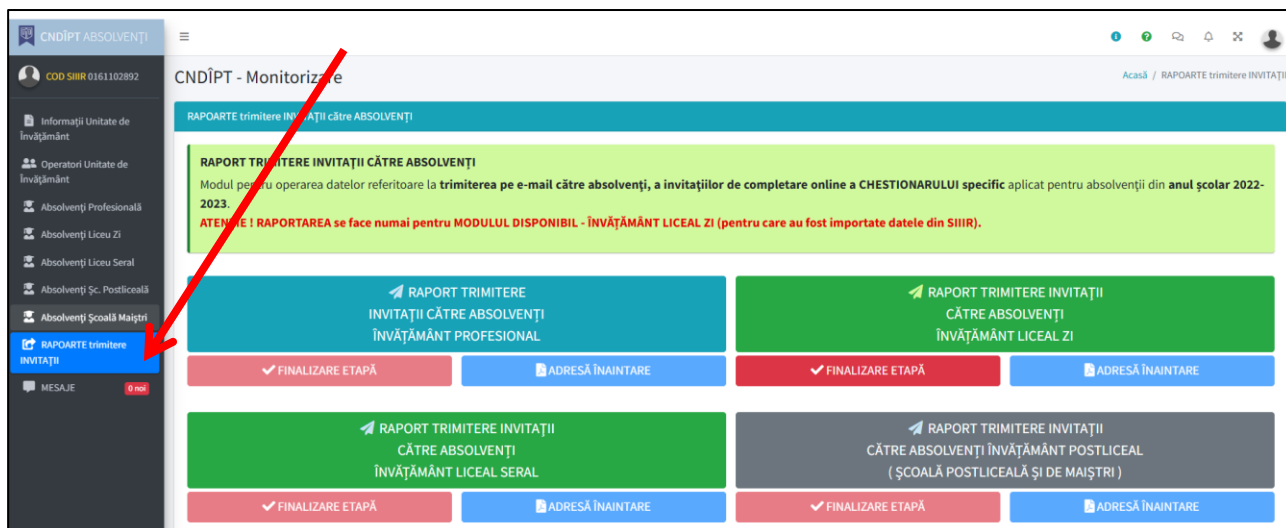 CNDÎPT ABSOLVENȚI
COD SIIIR 0161102892
Informații Unitate de
Învățământ
Operatori Unitate de
Învățământ
Absolvenți Profesională
Absolvenți Liceu Zi
Absolvenți Liceu Seral
Absolvenți Șc. Postliceală
Absolvenți Școală Maiștri
RAPOARTE trimitere
INVITAȚII
MESAJE
0 noi
CNDÎPT - Monitorizare
Acasă / RAPOARTE trimitere INVITAȚII
RAPOARTE trimitere INVITAȚII către ABSOLVENȚI
RAPORT TRIMITERE INVITAȚII CĂTRE ABSOLVENȚI
Modul pentru operarea datelor referitoare la trimiterea pe e-mail către absolvenți, a invitațiilor de completare online a CHESTIONARULUI specific aplicat pentru absolvenții din anul școlar 2022-
2023.
ATENȚIE ! RAPORTAREA se face numai pentru MODULUL DISPONIBIL - ÎNVĂȚĂMÂNT LICEAL ZI (pentru care au fost importate datele din SIIIR).
RAPORT TRIMITERE
INVITAȚII CĂTRE ABSOLVENȚI
ÎNVĂȚĂMÂNT PROFESIONAL
FINALIZARE ETAPĂ
ADRESĂ ÎNAINTARE
RAPORT TRIMITERE INVITAȚII
CĂTRE ABSOLVENȚI
ÎNVĂȚĂMÂNT LICEAL ZI
FINALIZARE ETAPĂ
ADRESĂ ÎNAINTARE
RAPORT TRIMITERE INVITAȚII
CĂTRE ABSOLVENȚI
ÎNVĂȚĂMÂNT LICEAL SERAL
FINALIZARE ETAPĂ
ADRESĂ ÎNAINTARE
RAPORT TRIMITERE INVITAȚII
CĂTRE ABSOLVENȚI ÎNVĂȚĂMÂNT POSTLICEAL
( ȘCOALĂ POSTLICEALĂ ȘI DE MAIȘTRI )
FINALIZARE ETAPĂ
ADRESĂ ÎNAINTARE